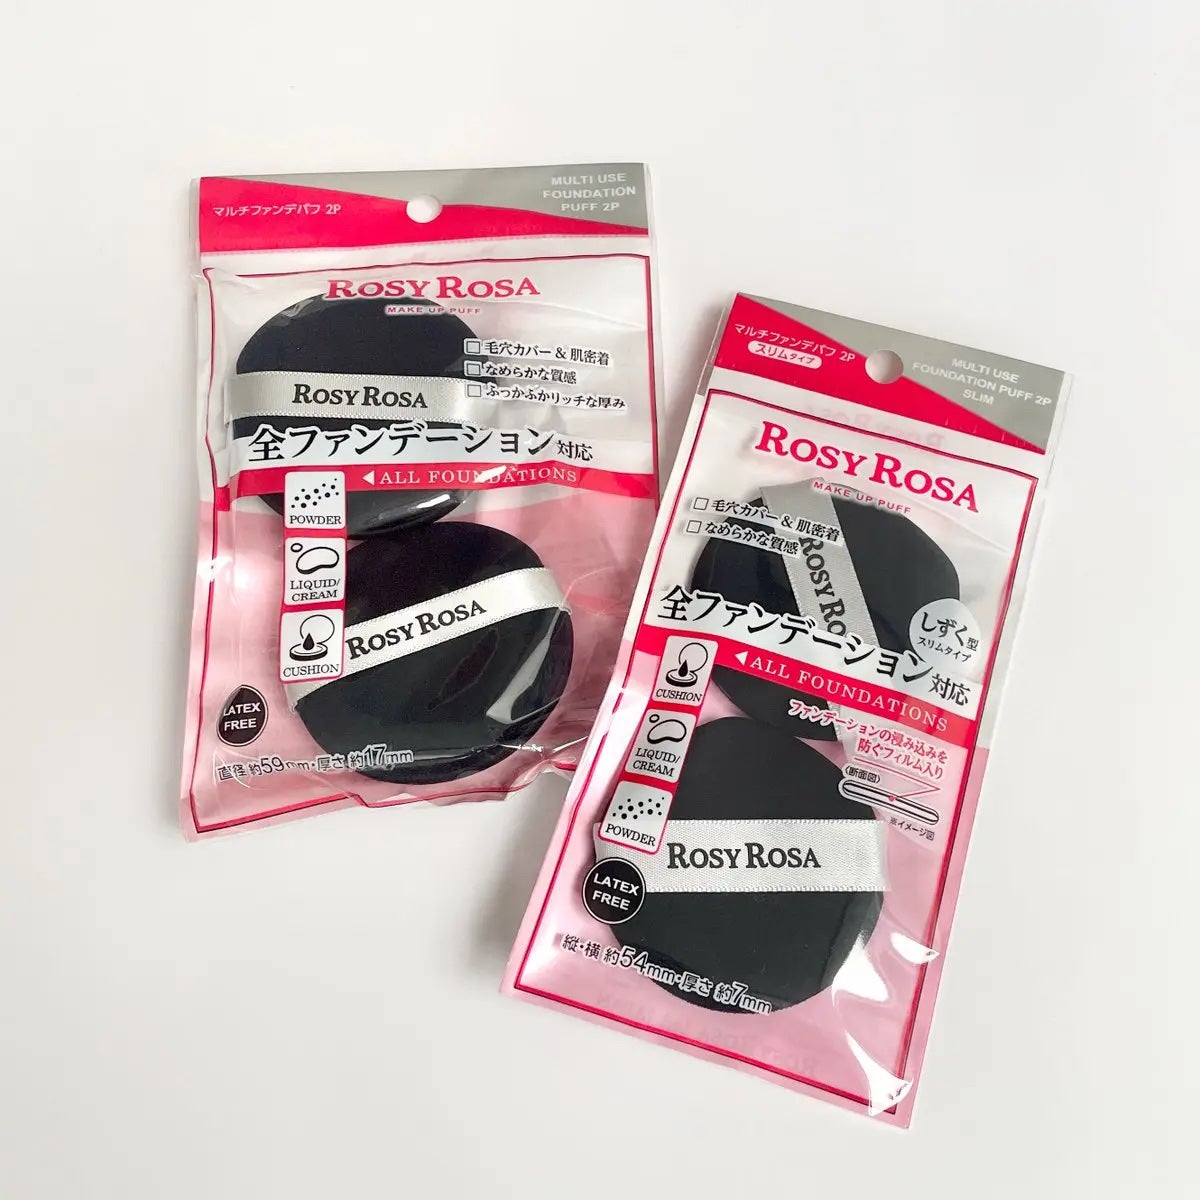 マルチファンデパフ 2P
MULTI USE
FOUNDATION
PUFF 2P
ROSY ROSA
MAKE UP PUFF
□ 毛穴カバー & 肌密着
□ なめらかな質感
□ ふっかふかリッチな厚み
ROSY ROSA
全ファンデーション対応
◀ALL FOUNDATIONS
POWDER
LIQUID/
CREAM
CUSHION
ROSY ROSA
LATEX
FREE
直径 約59mm・厚さ 約17mm
マルチファンデパフ 2P
スリムタイプ
MULTI USE
FOUNDATION PUFF 2P
SLIM
ROSY ROSA
MAKE UP PUFF
□ 毛穴カバー & 肌密着
□ なめらかな質感
ROSY RO
しずく型
スリムタイプ
全ファンデーション対応
◀ALL FOUNDATIONS
ファンデーションの浸み込みを
防ぐフィルム入り
〈断面図〉
※イメージ図
CUSHION
LIQUID/
CREAM
POWDER
ROSY ROSA
LATEX
FREE
縦・横 約54mm・厚さ 約7mm